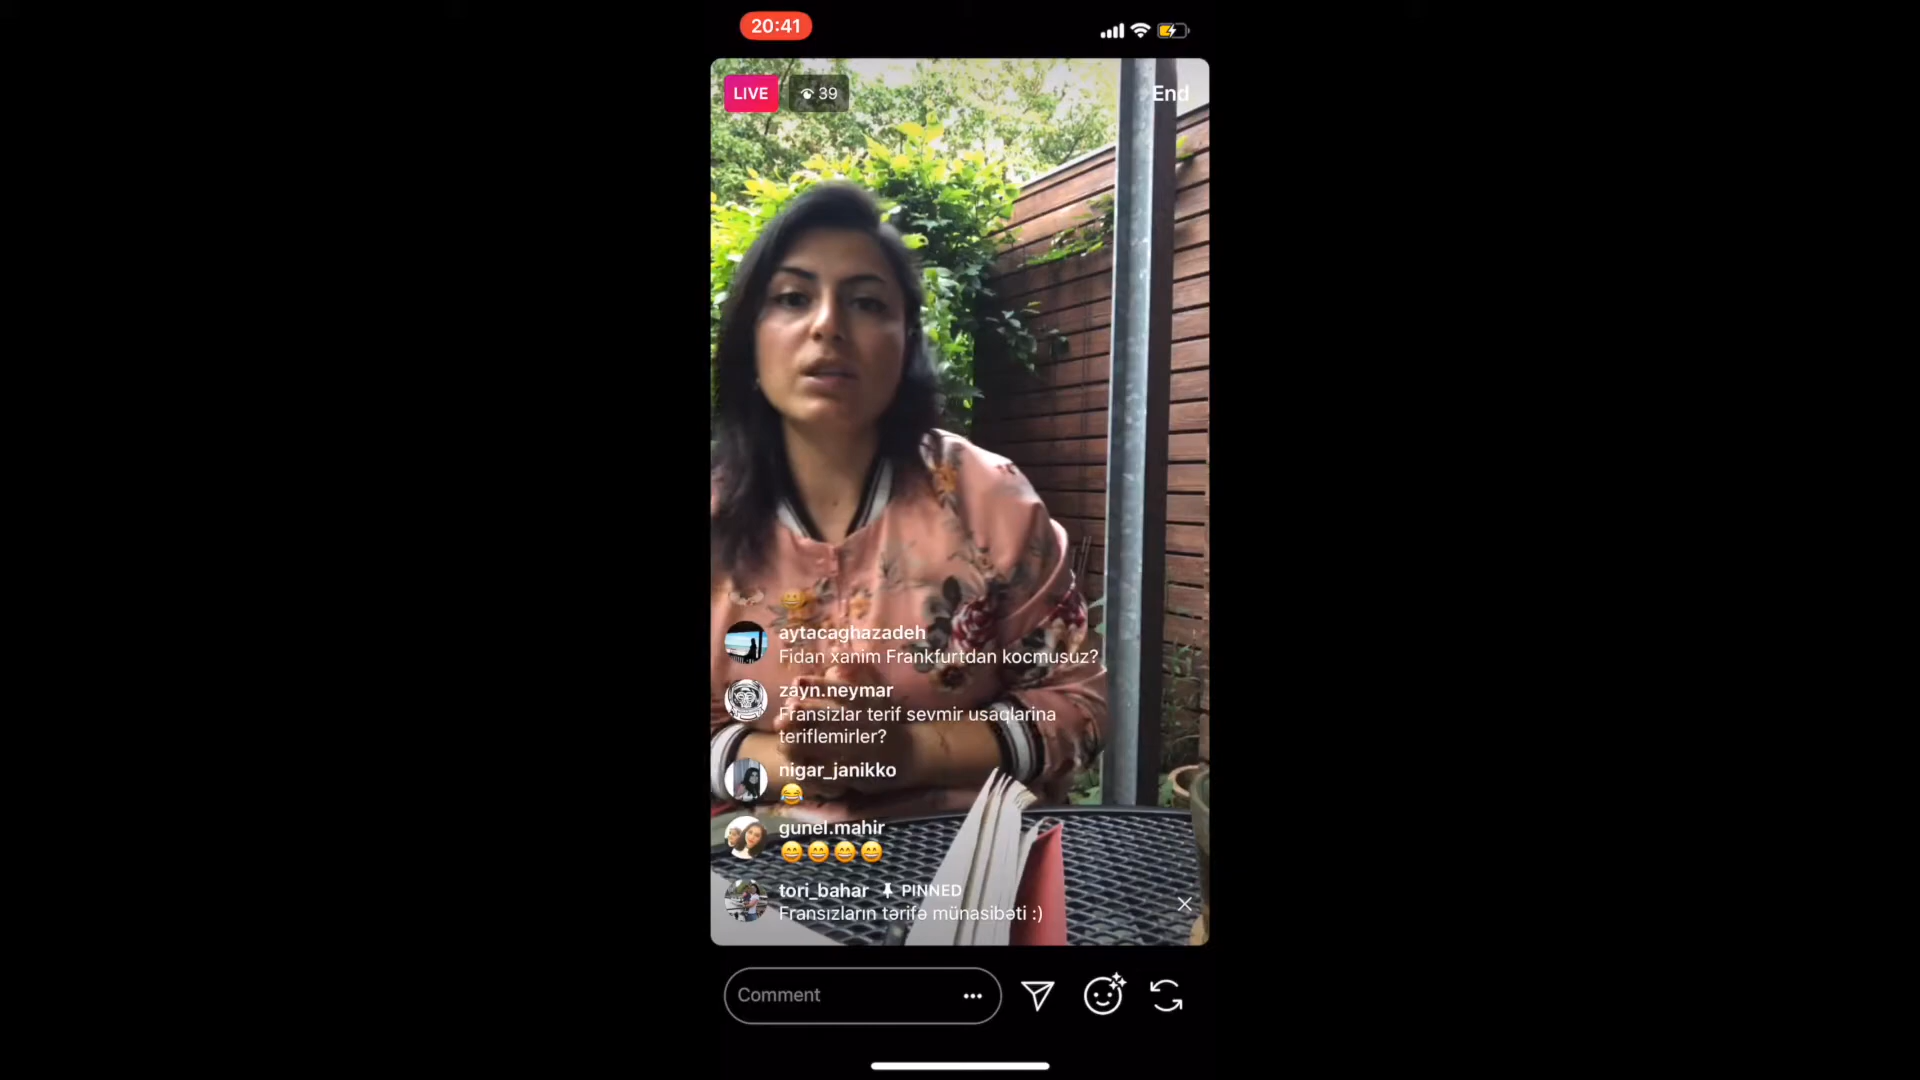 20:41
LIVE 39 End
aytacaghazadeh
Fidan xanim Frankfurtdan kocmusuz?
zayn.neymar
Fransizlar terif sevmir usaqlarina
teriflemirler?
nigar_janikko
😂
gunel.mahir
😄😄😄😄
tori_bahar PINNED
Fransızların tərifə münasibəti :)
Comment